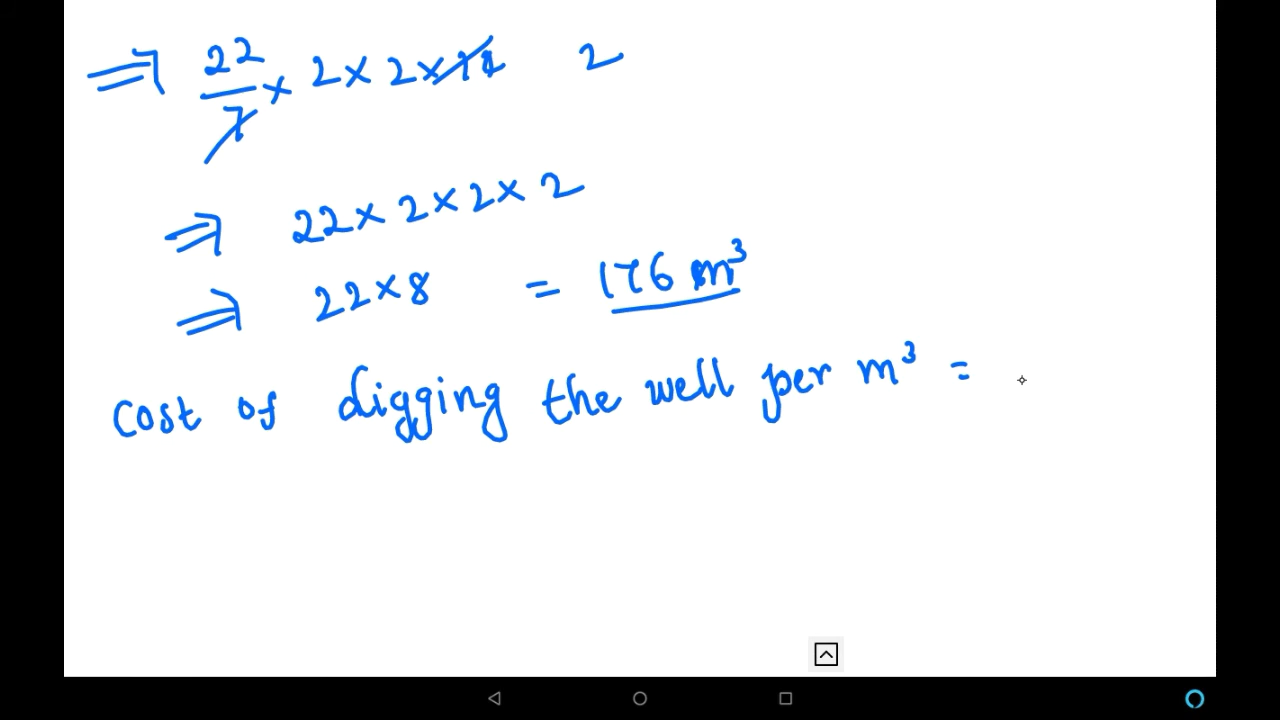 ⇒ 22/7 × 2 × 2 × 14 2
⇒ 22 × 2 × 2 × 2
⇒ 22 × 8 = 176 m³
cost of digging the well per m³ =